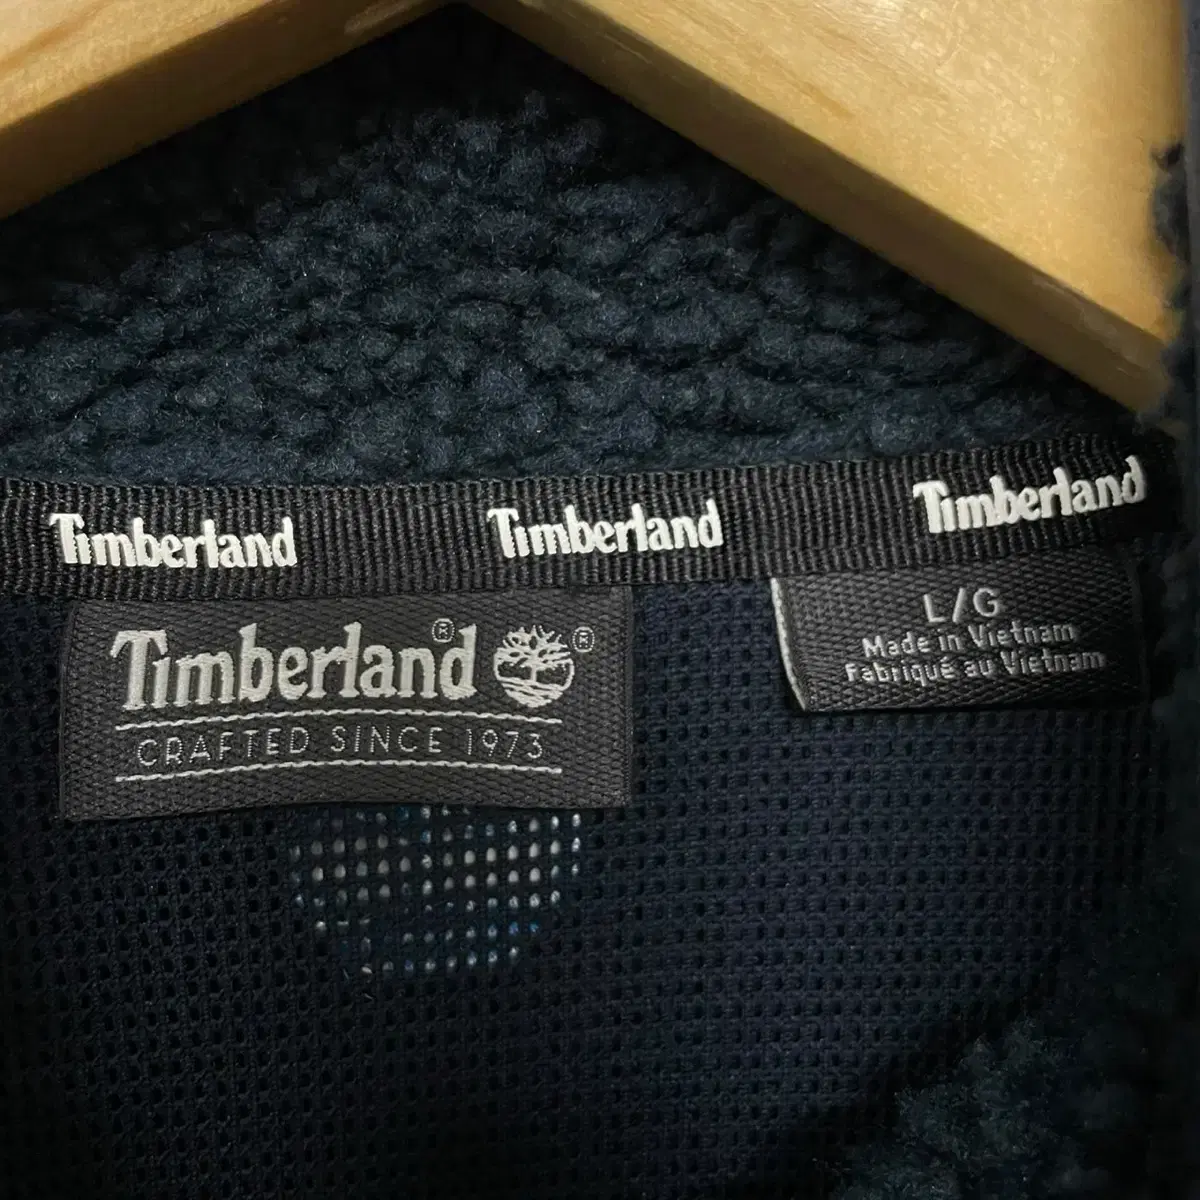 Timberland Timberland Timberland
Timberland® ®
CRAFTED SINCE 1973
L/G
Made in Vietnam
Fabriqué au Vietnam